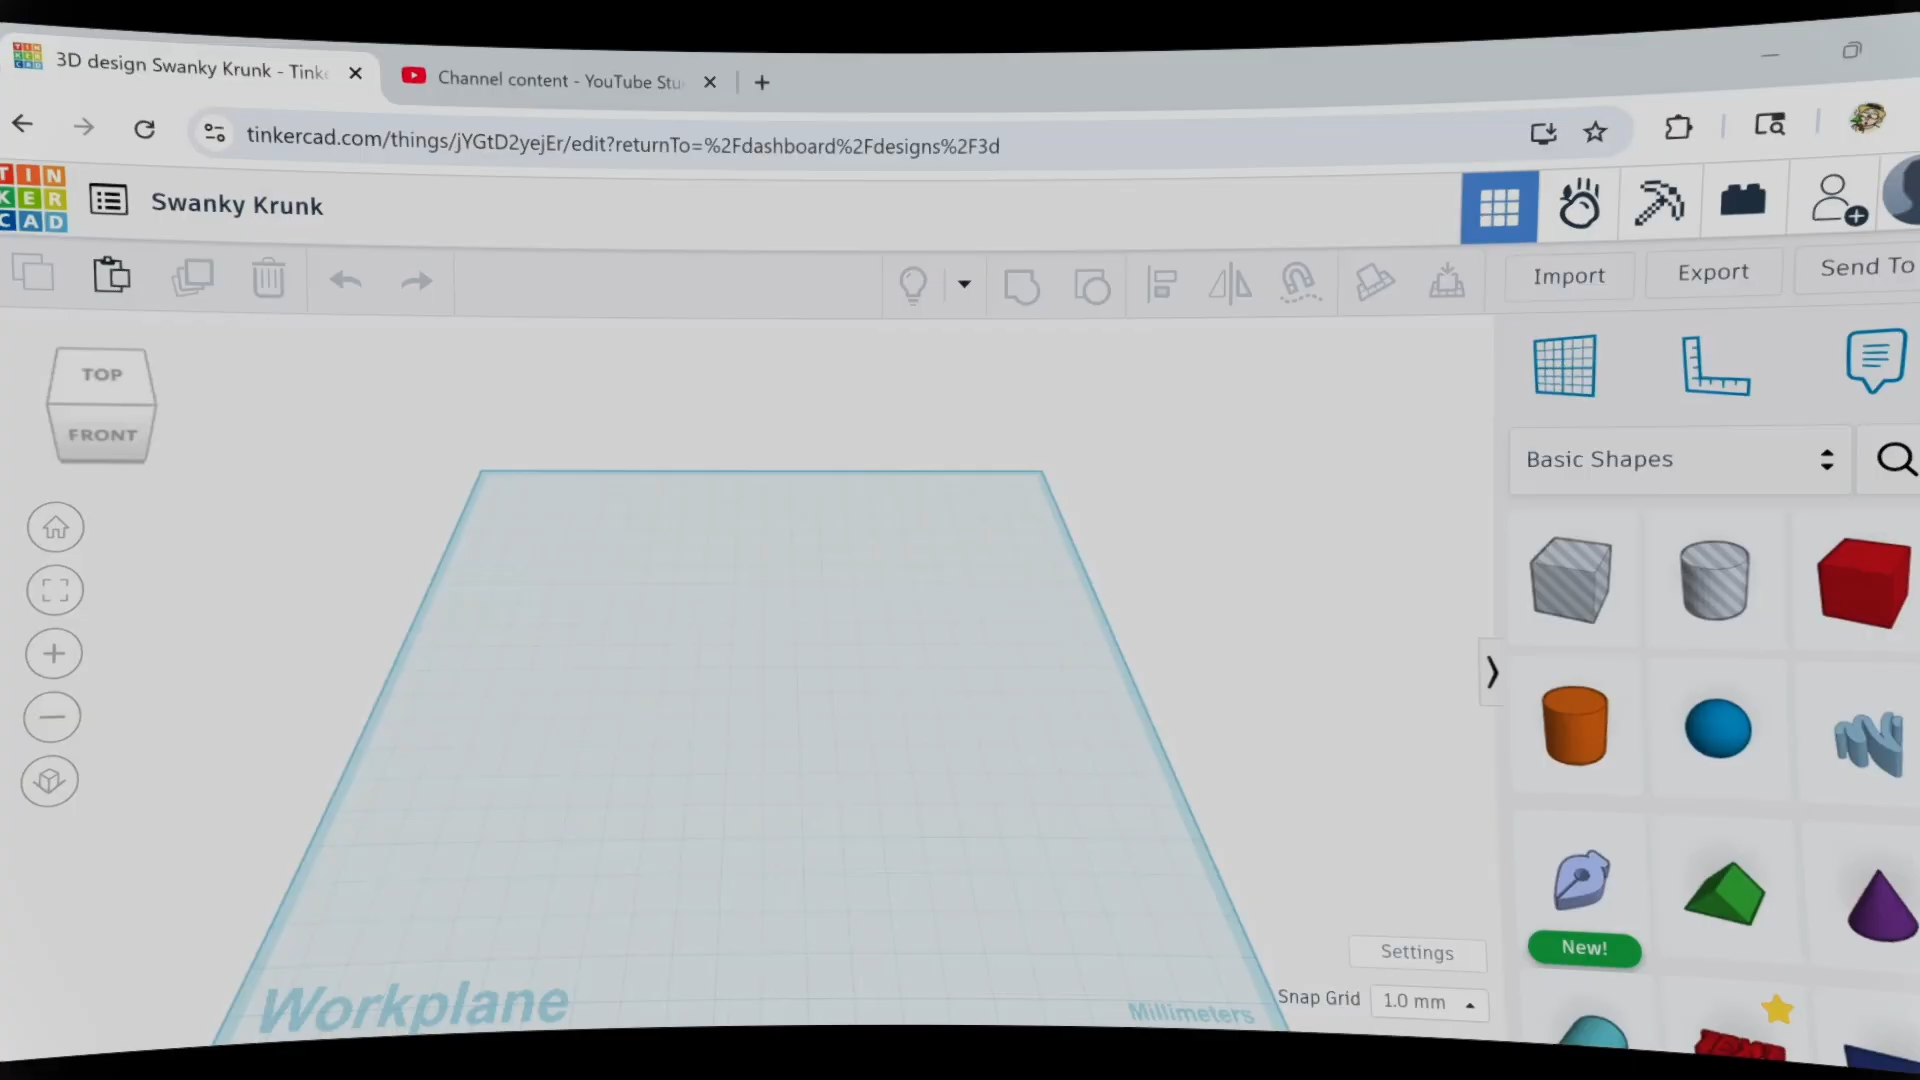 3D design Swanky Krunk - Tink
Channel content - YouTube Stu
tinkercad.com/things/jYGtD2yejEr/edit?returnTo=%2Fdashboard%2Fdesigns%2F3d
TIN
KER
CAD
Swanky Krunk
Import
Export
Send To
TOP
FRONT
Basic Shapes
New!
Settings
Workplane
Millimeters
Snap Grid
1.0 mm